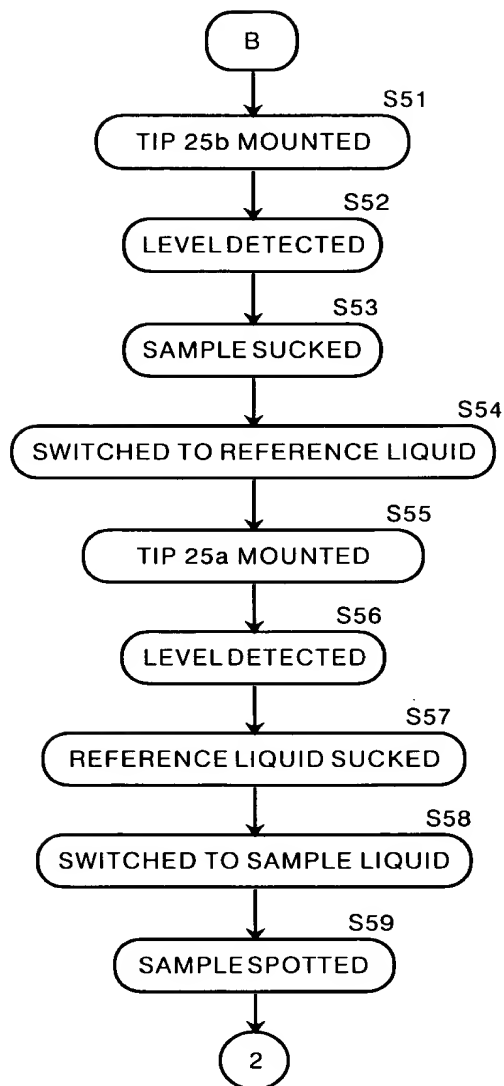 B
S51
TIP 25b MOUNTED
S52
LEVEL DETECTED
S53
SAMPLE SUCKED
S54
SWITCHED TO REFERENCE LIQUID
S55
TIP 25a MOUNTED
S56
LEVEL DETECTED
S57
REFERENCE LIQUID SUCKED
S58
SWITCHED TO SAMPLE LIQUID
S59
SAMPLE SPOTTED
2